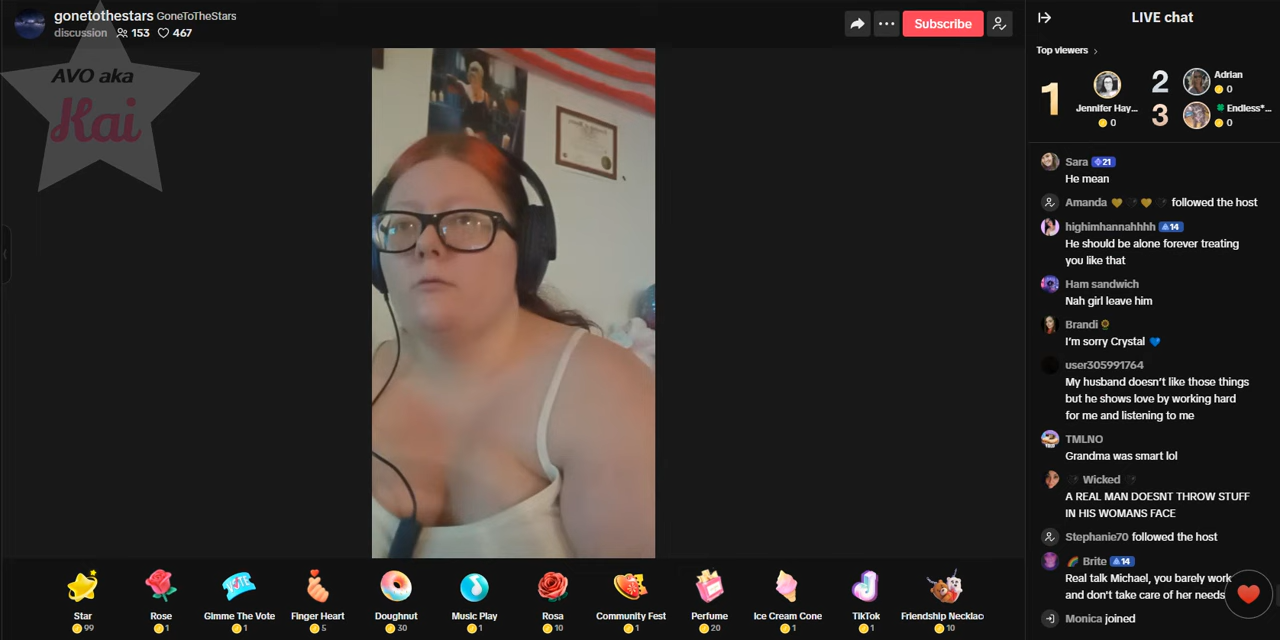 gonetothestars GoneToTheStars
discussion 153 467
AVO aka
Kai
Subscribe
LIVE chat
Top viewers
1 Jennifer Hay... 0
2 Adrian 0
3 Endless*... 0
Sara 21
He mean
Amanda followed the host
highimhannahhhh 14
He should be alone forever treating
you like that
Ham sandwich
Nah girl leave him
Brandi
I'm sorry Crystal
user305991764
My husband doesn't like those things
but he shows love by working hard
for me and listening to me
TMLNO
Grandma was smart lol
Wicked
A REAL MAN DOESNT THROW STUFF
IN HIS WOMANS FACE
Stephanie70 followed the host
Brite 14
Real talk Michael, you barely work
and don't take care of her needs
Monica joined
Star
99
Rose
1
Gimme The Vote
1
Finger Heart
5
Doughnut
30
Music Play
1
Rosa
10
Community Fest
1
Perfume
20
Ice Cream Cone
1
TikTok
1
Friendship Necklac
10